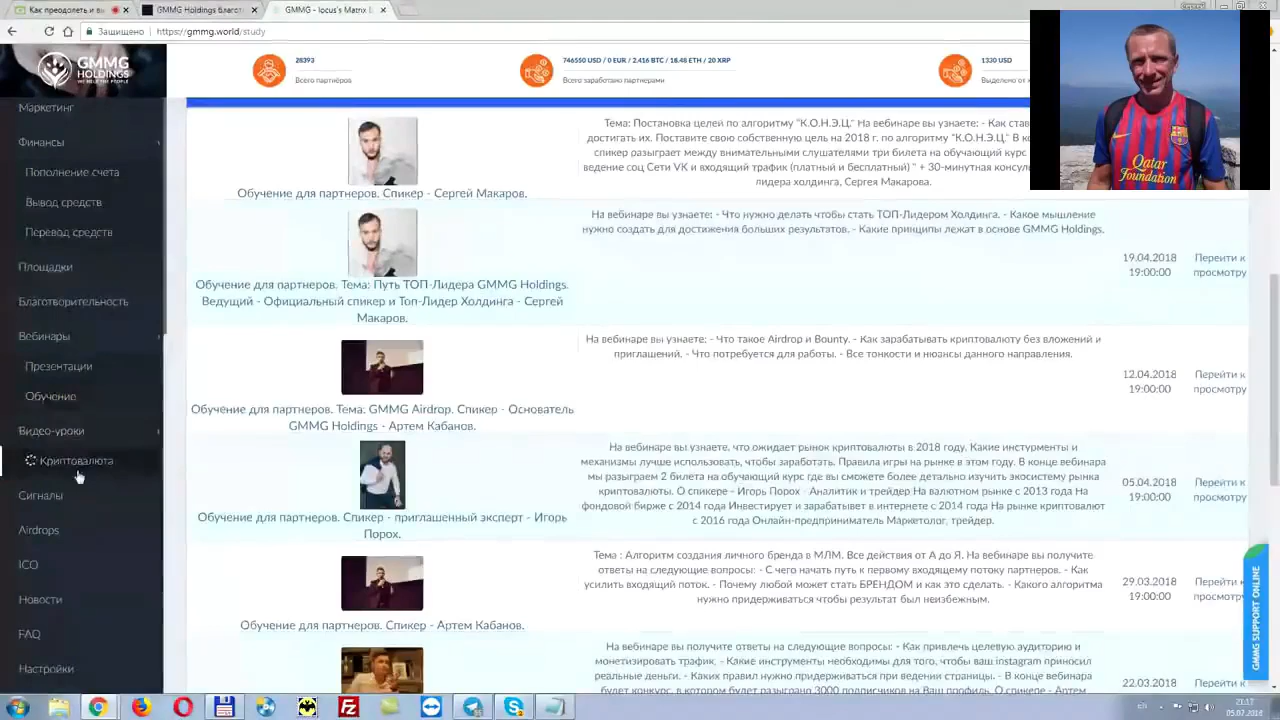 Как преодолеть в
GMMG Holdings Благот
GMMG - locus's Matrix
Защищено
https://gmmg.world/study
GMMG
HOLDINGS
WE HELP THE PEOPLE
28393
Всего партнёров
746550 USD / 0 EUR / 2.416 BTC / 18.48 ETH / 20 XRP
Всего заработано партнерами
1330 USD
Выделено от к
Маркетинг
Финансы
Пополнение счета
Вывод средств
Перевод средств
Площадки
Благотворительность
Вебинары
Презентации
Обучение
Видео-уроки
Криптовалюта
Сигналы
Airdrops
ICO
Новости
FAQ
Настройки
Обучение для партнеров. Спикер - Сергей Макаров.
Тема: Постановка целей по алгоритму "К.О.Н.Э.Ц." На вебинаре вы узнаете: - Как став
достигать их. Поставите свою собственную цель на 2018 г. по алгоритму "К.О.Н.Э.Ц." В ко
спикер разыграет между внимательными слушателями три билета на обучающий курс
ведение соц Сети VK и входящий трафик (платный и бесплатный) " + 30-минутная консул
лидера холдинга, Сергея Макарова.
Обучение для партнеров. Тема: Путь ТОП-Лидера GMMG Holdings.
Ведущий - Официальный спикер и Топ-Лидер Холдинга - Сергей
Макаров.
На вебинаре вы узнаете: - Что нужно делать чтобы стать ТОП-Лидером Холдинга. - Какое мышление
нужно создать для достижения больших результатов. - Какие принципы лежат в основе GMMG Holdings.
19.04.2018
19:00:00
Перейти к
просмотру
Обучение для партнеров. Тема: GMMG Airdrop. Спикер - Основатель
GMMG Holdings - Артем Кабанов.
На вебинаре вы узнаете: - Что такое Airdrop и Bounty. - Как зарабатывать криптовалюту без вложений и
приглашений. - Что потребуется для работы. - Все тонкости и нюансы данного направления.
12.04.2018
19:00:00
Перейти к
просмотру
Обучение для партнеров. Спикер - приглашенный эксперт - Игорь
Порох.
На вебинаре вы узнаете, что ожидает рынок криптовалюты в 2018 году. Какие инстурменты и
механизмы лучше использовать, чтобы заработать. Правила игры на рынке в этом году. В конце вебинара
мы разыграем 2 билета на обучающий курс где вы сможете более детально изучить экосистему рынка
криптовалюты. О спикере - Игорь Порох - Аналитик и трейдер На валютном рынке с 2013 года На
фондовой бирже с 2014 года Инвестирует и зарабатывет в интернете с 2014 года На рынке криптовалют
с 2016 года Онлайн-предприниматель Маркетолог, трейдер.
05.04.2018
19:00:00
Перейти к
просмотру
Обучение для партнеров. Спикер - Артем Кабанов.
Тема : Алгоритм создания личного бренда в МЛМ. Все действия от А до Я. На вебинаре вы получите
ответы на следующие вопросы: - С чего начать путь к первому входящему потоку партнеров. - Как
усилить входящий поток. - Почему любой может стать БРЕНДОМ и как это сделать. - Какого алгоритма
нужно придерживаться чтобы результат был неизбежным.
29.03.2018
19:00:00
Перейти к
просмотру
На вебинаре вы получите ответы на следующие вопросы: - Как привлечь целевую аудиторию и
монетизировать трафик, - Какие инструменты необходимы для того, чтобы ваш instagram приносил
реальные деньги. - Каких правил нужно придерживаться при ведении страницы. - В конце вебинара
будет конкурс, в котором будет разыграно 3000 подписчиков на Ваш профиль. О спикере - Артем
22.03.2018
Перейти к
GMMG SUPPORT ONLINE
Qatar
Foundation
21:17
05.07.2018